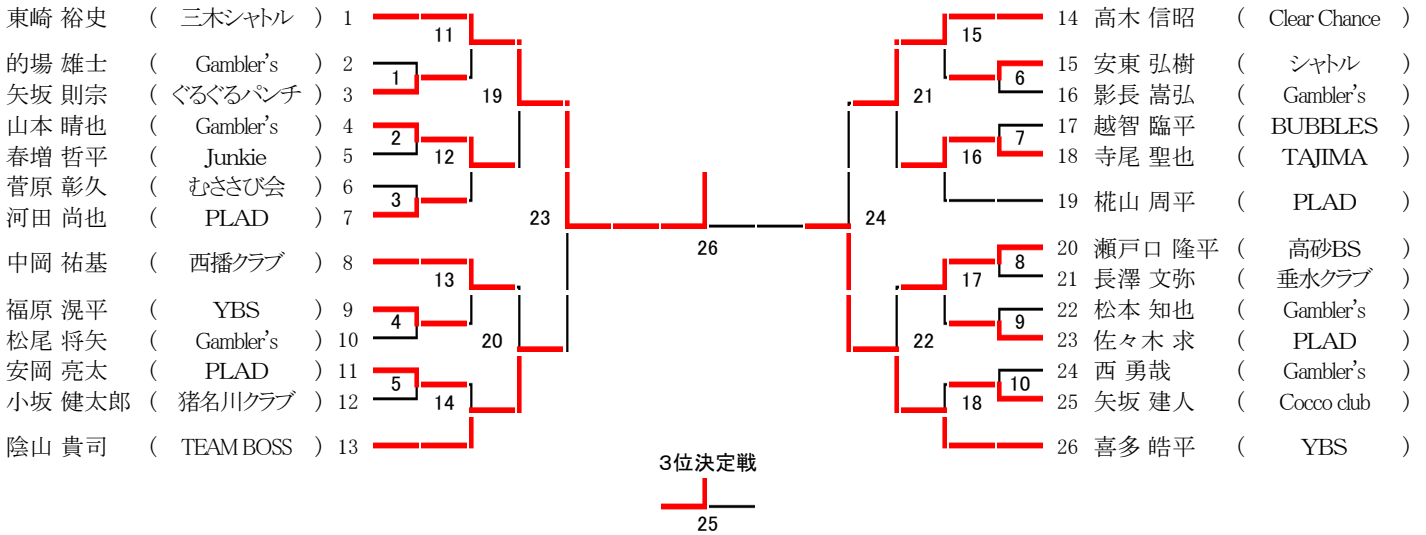 東崎 裕史 ( 三木シャトル ) 1
的場 雄士 ( Gambler's ) 2
矢坂 則宗 ( ぐるぐるパンチ ) 3
山本 晴也 ( Gambler's ) 4
春増 哲平 ( Junkie ) 5
菅原 彰久 ( むささび会 ) 6
河田 尚也 ( PLAD ) 7
中岡 祐基 ( 西播クラブ ) 8
福原 滉平 ( YBS ) 9
松尾 将矢 ( Gambler's ) 10
安岡 亮太 ( PLAD ) 11
小坂 健太郎 ( 猪名川クラブ ) 12
陰山 貴司 ( TEAM BOSS ) 13
11
1
19
2
12
3
23
13
4
20
5
14
26
3位決定戦
25
15
6
21
7
16
24
8
17
9
22
10
18
14 高木 信昭 ( Clear Chance )
15 安東 弘樹 ( シャトル )
16 影長 嵩弘 ( Gambler's )
17 越智 臨平 ( BUBBLES )
18 寺尾 聖也 ( TAJIMA )
19 椛山 周平 ( PLAD )
20 瀬戸口 隆平 ( 高砂BS )
21 長澤 文弥 ( 垂水クラブ )
22 松本 知也 ( Gambler's )
23 佐々木 求 ( PLAD )
24 西 勇哉 ( Gambler's )
25 矢坂 建人 ( Cocco club )
26 喜多 皓平 ( YBS )